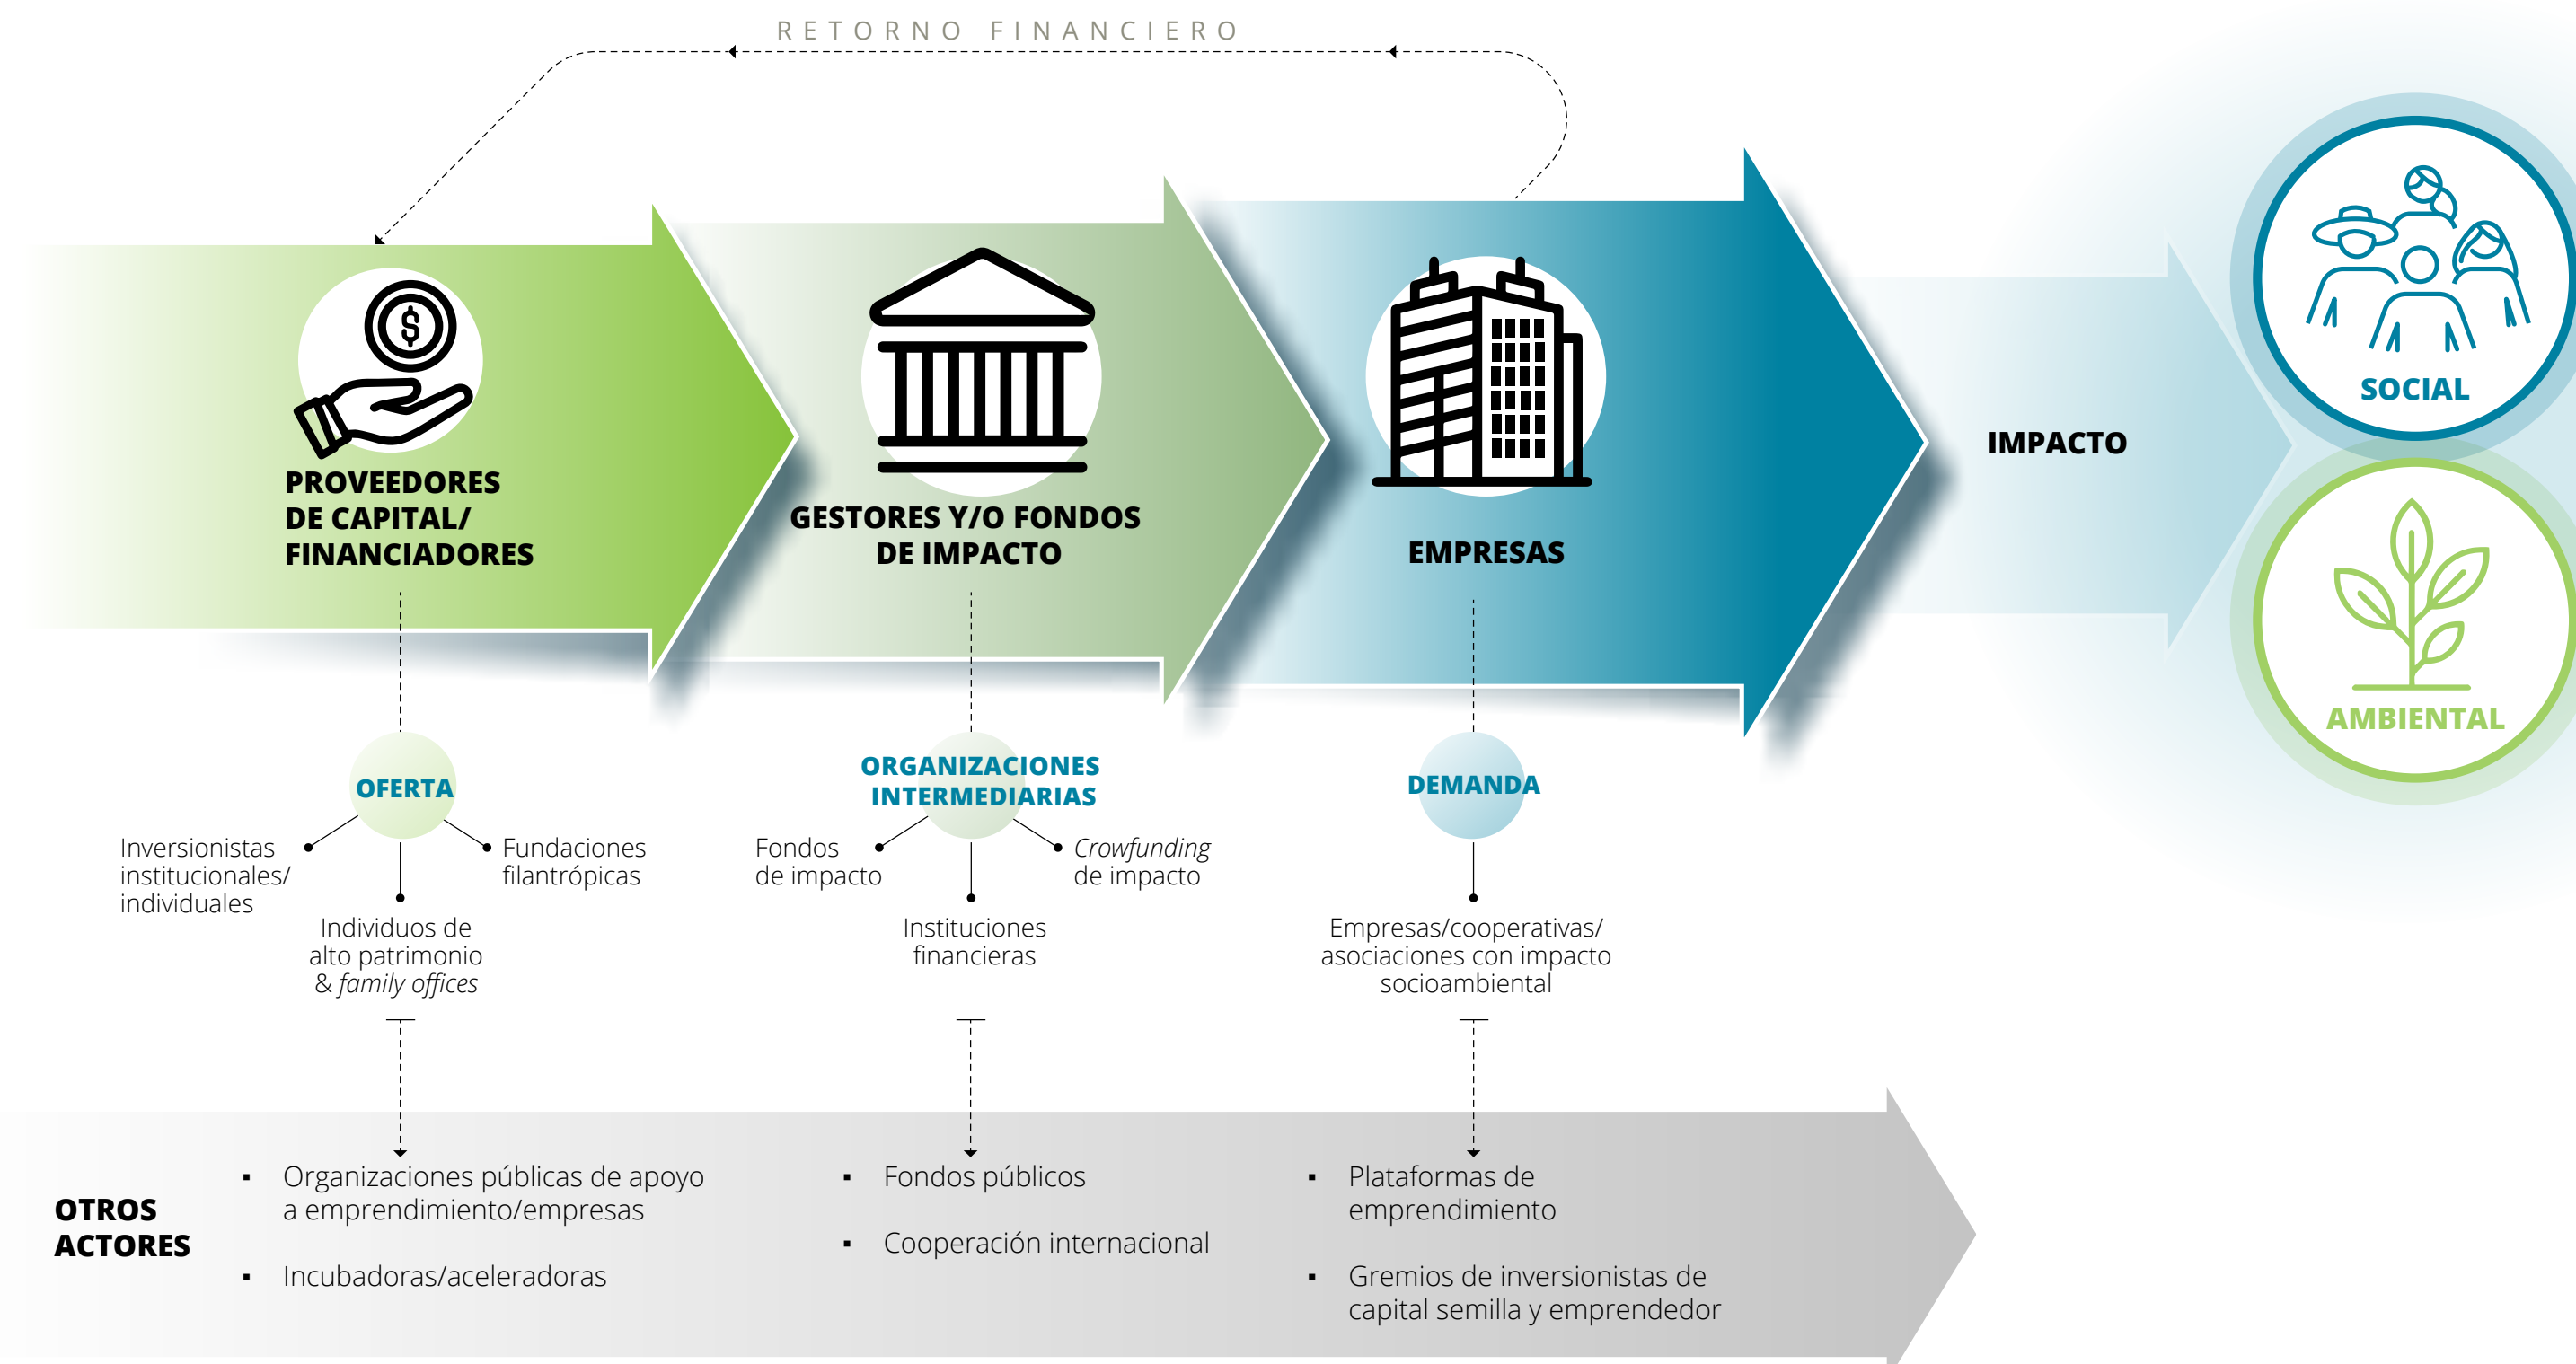 RETORNO FINANCIERO
$
PROVEEDORES
DE CAPITAL/
FINANCIADORES
GESTORES Y/O FONDOS
DE IMPACTO
EMPRESAS
IMPACTO
SOCIAL
AMBIENTAL
OFERTA
Inversionistas
institucionales/
individuales
Individuos de
alto patrimonio
& family offices
Fundaciones
filantrópicas
ORGANIZACIONES
INTERMEDIARIAS
Fondos
de impacto
Instituciones
financieras
Crowfunding
de impacto
DEMANDA
Empresas/cooperativas/
asociaciones con impacto
socioambiental
OTROS
ACTORES
▪ Organizaciones públicas de apoyo
a emprendimiento/empresas
▪ Incubadoras/aceleradoras
▪ Fondos públicos
▪ Cooperación internacional
▪ Plataformas de
emprendimiento
▪ Gremios de inversionistas de
capital semilla y emprendedor